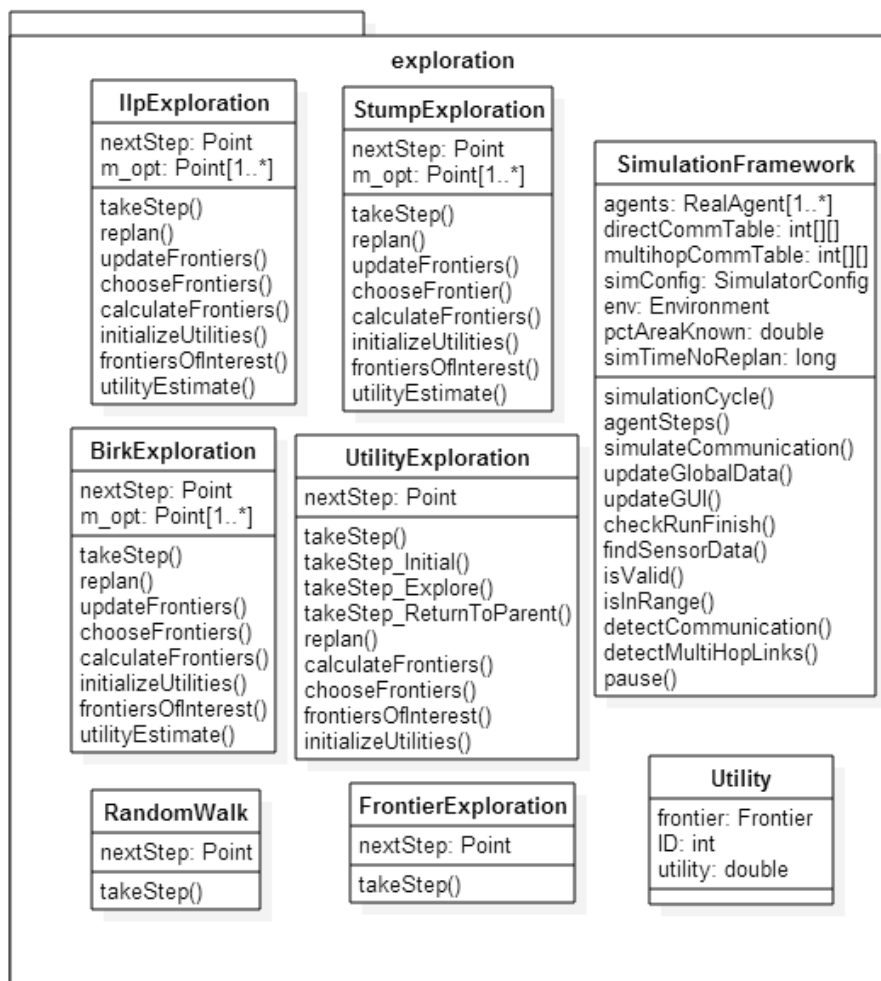 exploration
IlpExploration
nextStep: Point
m_opt: Point[1..*]
takeStep()
replan()
updateFrontiers()
chooseFrontiers()
calculateFrontiers()
initializeUtilities()
frontiersOfInterest()
utilityEstimate()
StumpExploration
nextStep: Point
m_opt: Point[1..*]
takeStep()
replan()
updateFrontiers()
chooseFrontier()
calculateFrontiers()
initializeUtilities()
frontiersOfInterest()
utilityEstimate()
SimulationFramework
agents: RealAgent[1..*]
directCommTable: int[][]
multihopCommTable: int[][]
simConfig: SimulatorConfig
env: Environment
pctAreaKnown: double
simTimeNoReplan: long
simulationCycle()
agentSteps()
simulateCommunication()
updateGlobalData()
updateGUI()
checkRunFinish()
findSensorData()
isValid()
isInRange()
detectCommunication()
detectMultiHopLinks()
pause()
BirkExploration
nextStep: Point
m_opt: Point[1..*]
takeStep()
replan()
updateFrontiers()
chooseFrontiers()
calculateFrontiers()
initializeUtilities()
frontiersOfInterest()
utilityEstimate()
UtilityExploration
nextStep: Point
takeStep()
takeStep_Initial()
takeStep_Explore()
takeStep_ReturnToParent()
replan()
calculateFrontiers()
chooseFrontiers()
frontiersOfInterest()
initializeUtilities()
RandomWalk
nextStep: Point
takeStep()
FrontierExploration
nextStep: Point
takeStep()
Utility
frontier: Frontier
ID: int
utility: double